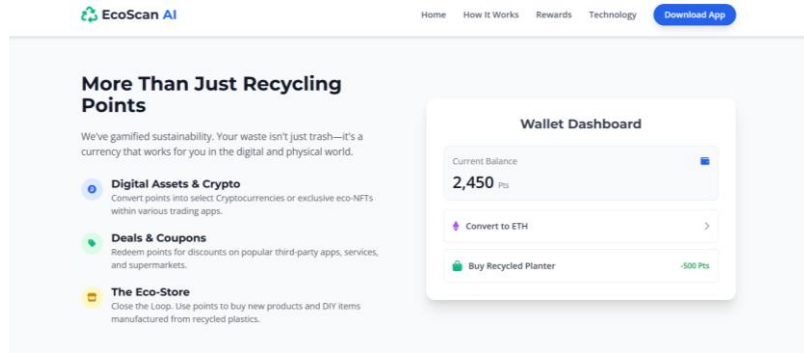 EcoScan AI
Home How It Works Rewards Technology Download App
More Than Just Recycling
Points
We've gamified sustainability. Your waste isn't just trash—it's a
currency that works for you in the digital and physical world.
Digital Assets & Crypto
Convert points into select Cryptocurrencies or exclusive eco-NFTs
within various trading apps.
Deals & Coupons
Redeem points for discounts on popular third-party apps, services,
and supermarkets.
The Eco-Store
Close the Loop. Use points to buy new products and DIY items
manufactured from recycled plastics.
Wallet Dashboard
Current Balance
2,450 Pts
Convert to ETH
Buy Recycled Planter -500 Pts